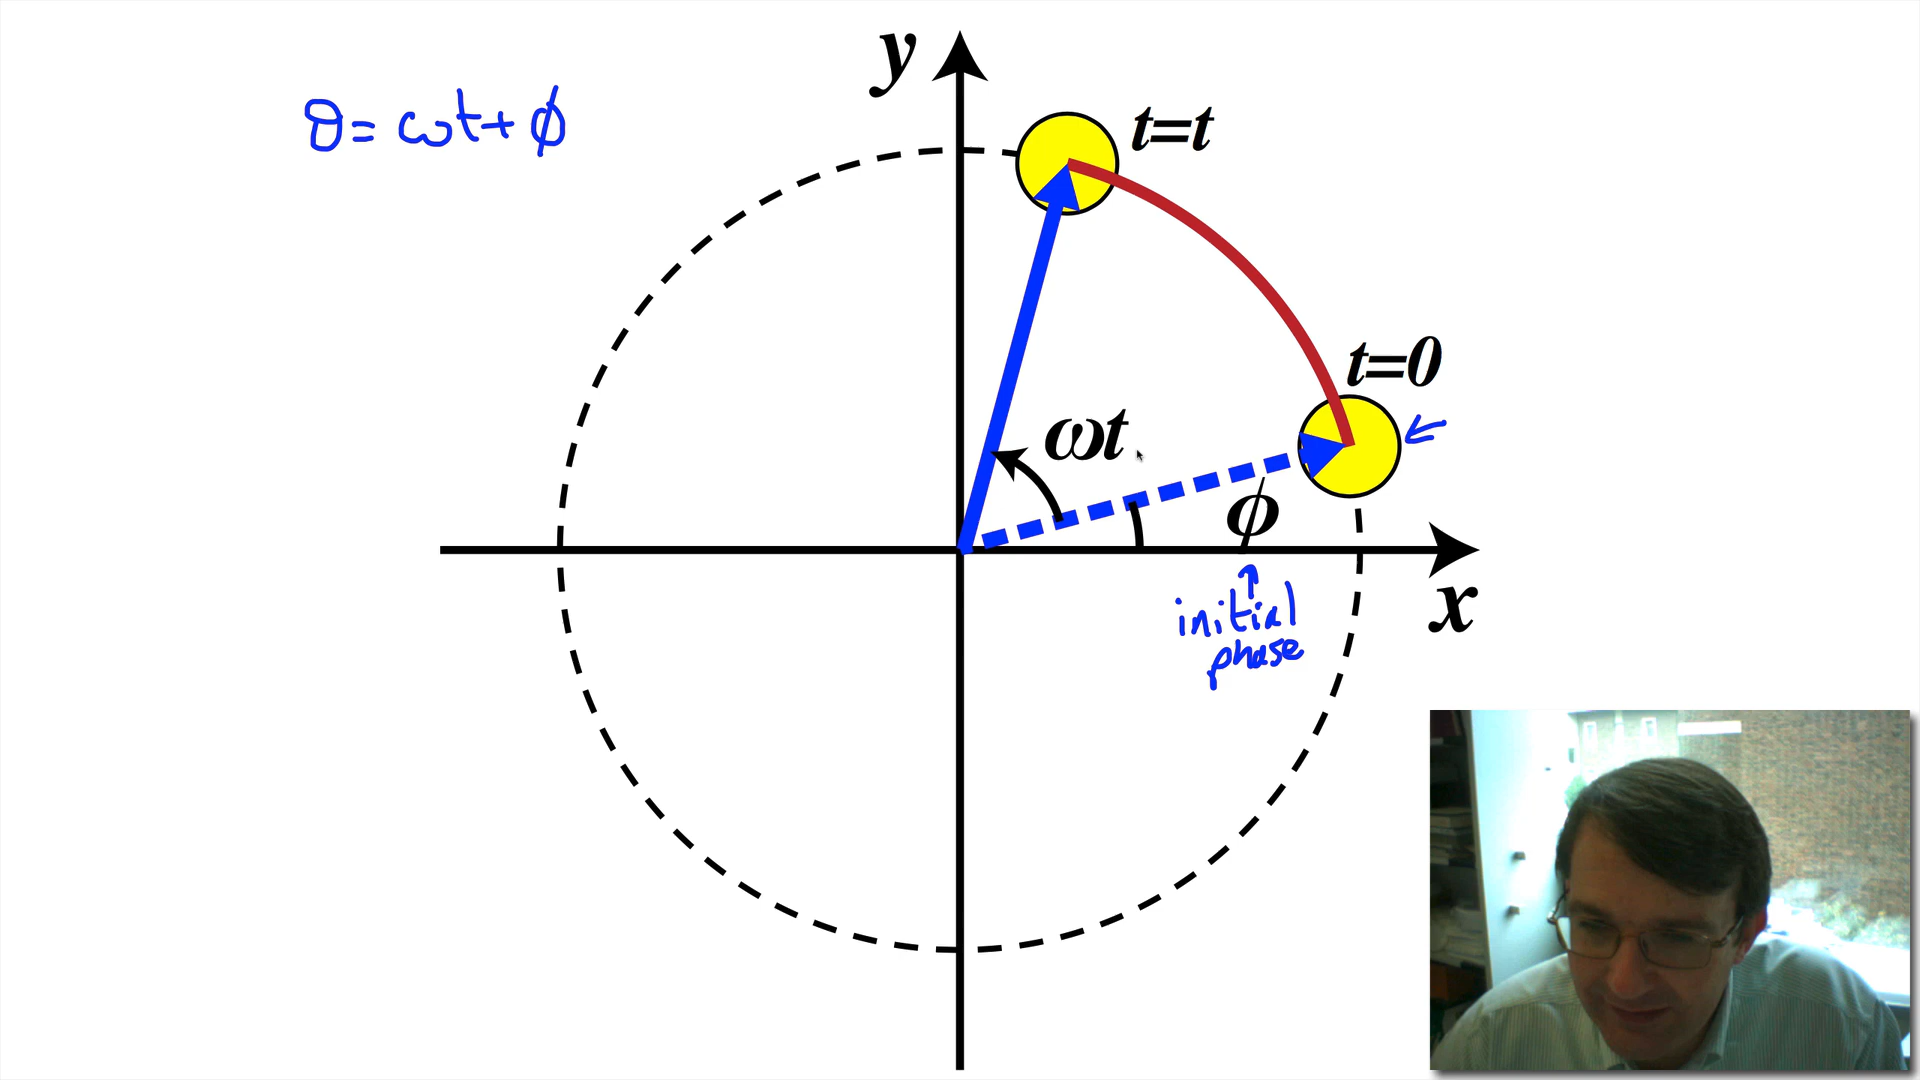 θ = ωt + ϕ
y
t=t
t=0
ωt
ϕ
x
initial
phase